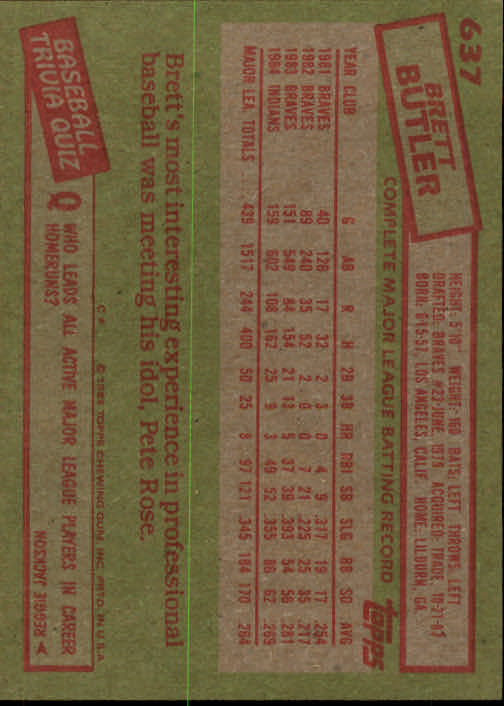 637
BRETT
BUTLER
HEIGHT: 5'10" WEIGHT: 160 BATS: LEFT THROWS: LEFT
DRAFTED: BRAVES #23-JUNE, 1979 ACQUIRED: TRADE, 10-21-83
BORN: 6-15-57, LOS ANGELES, CALIF. HOME: LILBURN, GA.
COMPLETE MAJOR LEAGUE BATTING RECORD
topps
YEAR CLUB G AB R H 2B 3B HR RBI SB SLG BB SO AVG
1981 BRAVES 40 126 17 32 2 3 0 4 9 .317 19 17 .254
1982 BRAVES 89 240 35 52 2 0 0 7 21 .225 25 35 .217
1983 BRAVES 151 549 84 154 21 13 5 37 39 .393 54 56 .281
1984 INDIANS 159 602 108 162 25 9 3 49 52 .355 86 62 .269
MAJOR LEA. TOTALS 439 1517 244 400 50 25 8 97 121 .345 184 170 .264
Brett's most interesting experience in professional
baseball was meeting his idol, Pete Rose.
C* © 1985 TOPPS CHEWING GUM, INC. PRTD. IN U.S.A.
BASEBALL
TRIVIA QUIZ
Q WHO LEADS ALL ACTIVE MAJOR LEAGUE PLAYERS IN CAREER
HOMERUNS?
A REGGIE JACKSON